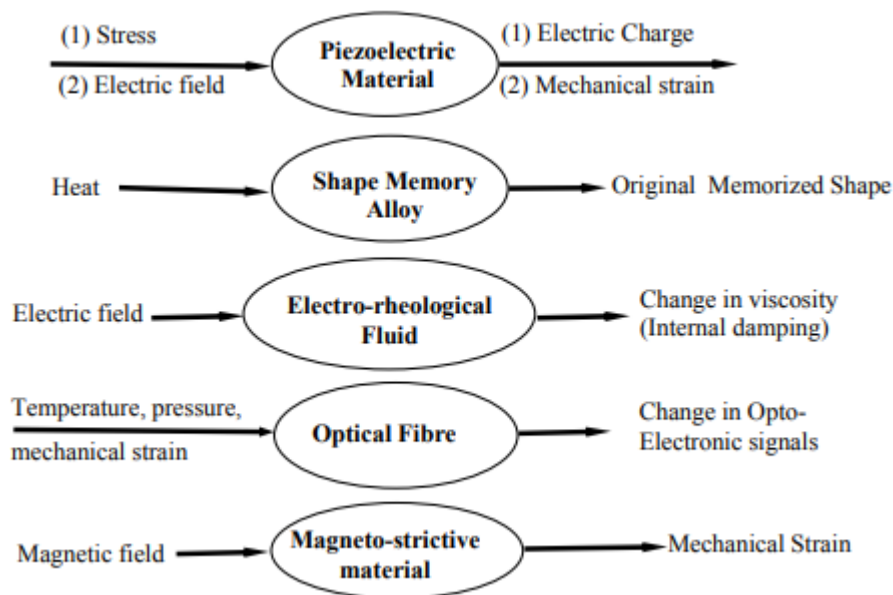 (1) Stress
(2) Electric field
Piezoelectric
Material
(1) Electric Charge
(2) Mechanical strain
Heat
Shape Memory
Alloy
Original Memorized Shape
Electric field
Electro-rheological
Fluid
Change in viscosity
(Internal damping)
Temperature, pressure,
mechanical strain
Optical Fibre
Change in Opto-
Electronic signals
Magnetic field
Magneto-strictive
material
Mechanical Strain